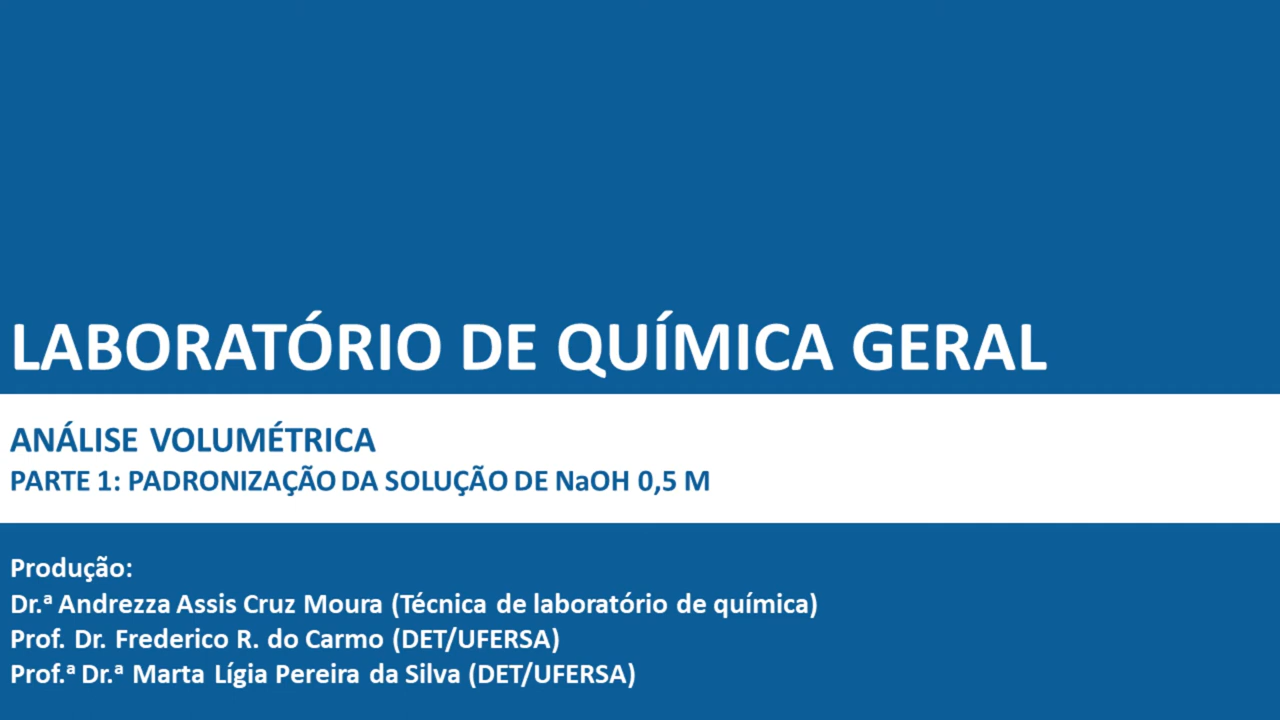 LABORATÓRIO DE QUÍMICA GERAL
ANÁLISE VOLUMÉTRICA
PARTE 1: PADRONIZAÇÃO DA SOLUÇÃO DE NaOH 0,5 M
Produção:
Dr.ª Andrezza Assis Cruz Moura (Técnica de laboratório de química)
Prof. Dr. Frederico R. do Carmo (DET/UFERSA)
Prof.ª Dr.ª Marta Lígia Pereira da Silva (DET/UFERSA)